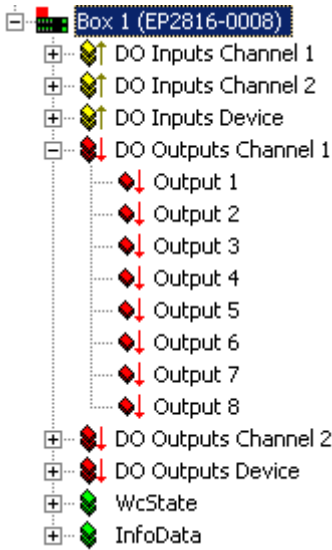 Box 1 (EP2816-0008)
DO Inputs Channel 1
DO Inputs Channel 2
DO Inputs Device
DO Outputs Channel 1
Output 1
Output 2
Output 3
Output 4
Output 5
Output 6
Output 7
Output 8
DO Outputs Channel 2
DO Outputs Device
WcState
InfoData